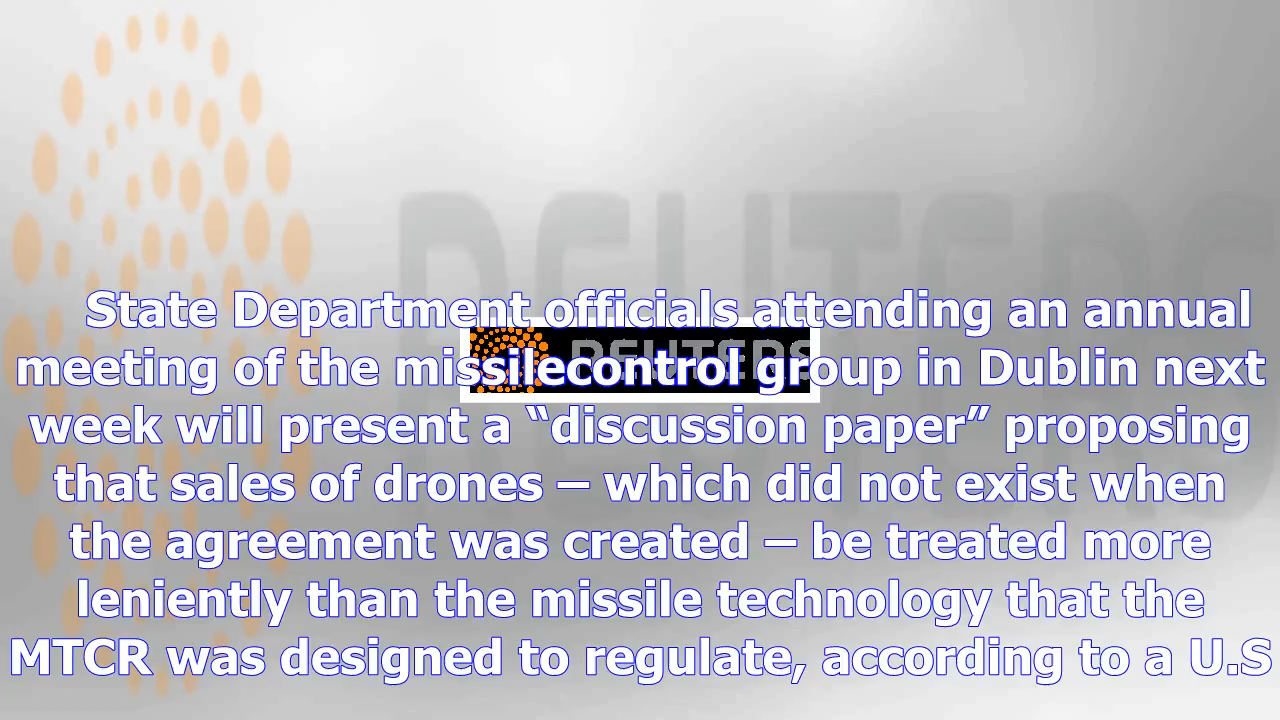 REUTERS
State Department officials attending an annual
REUTERS
meeting of the missilecontrol group in Dublin next
week will present a “discussion paper” proposing
that sales of drones – which did not exist when
the agreement was created – be treated more
leniently than the missile technology that the
MTCR was designed to regulate, according to a U.S